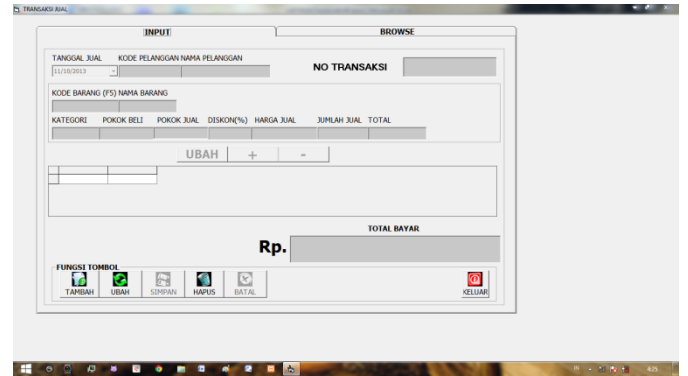 TRANSAKSI JUAL
INPUT BROWSE
TANGGAL JUAL KODE PELANGGAN NAMA PELANGGAN
NO TRANSAKSI
11/10/2013
KODE BARANG (F5) NAMA BARANG
KATEGORI POKOK BELI POKOK JUAL DISKON(%) HARGA JUAL JUMLAH JUAL TOTAL
UBAH + -
TOTAL BAYAR
Rp.
FUNGSI TOMBOL
TAMBAH UBAH SIMPAN HAPUS BATAL KELUAR